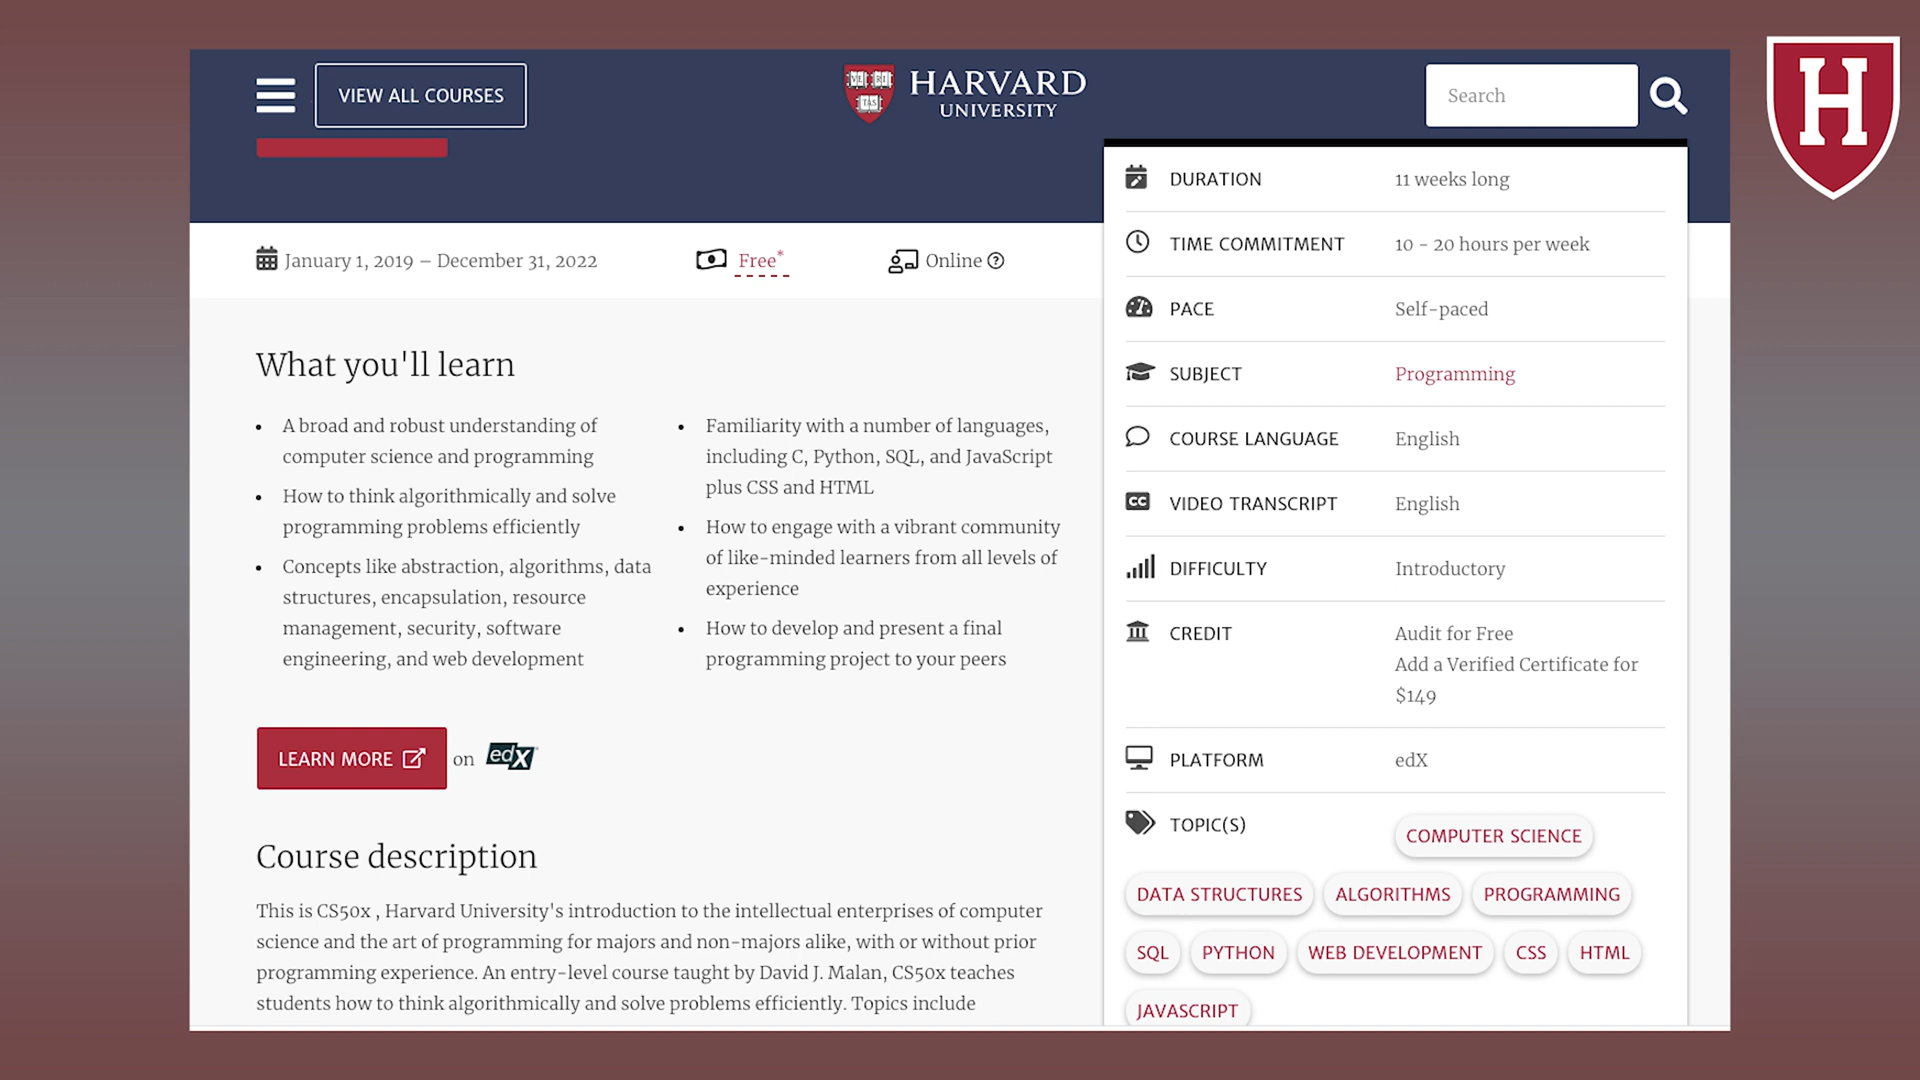 VIEW ALL COURSES
VE RI
TAS
HARVARD
UNIVERSITY
Search
H
January 1, 2019 – December 31, 2022
Free*
Online
What you'll learn
• A broad and robust understanding of
computer science and programming
• How to think algorithmically and solve
programming problems efficiently
• Concepts like abstraction, algorithms, data
structures, encapsulation, resource
management, security, software
engineering, and web development
• Familiarity with a number of languages,
including C, Python, SQL, and JavaScript
plus CSS and HTML
• How to engage with a vibrant community
of like-minded learners from all levels of
experience
• How to develop and present a final
programming project to your peers
LEARN MORE on edX
Course description
This is CS50x , Harvard University's introduction to the intellectual enterprises of computer
science and the art of programming for majors and non-majors alike, with or without prior
programming experience. An entry-level course taught by David J. Malan, CS50x teaches
students how to think algorithmically and solve problems efficiently. Topics include
DURATION 11 weeks long
TIME COMMITMENT 10 - 20 hours per week
PACE Self-paced
SUBJECT Programming
COURSE LANGUAGE English
CC VIDEO TRANSCRIPT English
DIFFICULTY Introductory
CREDIT Audit for Free
Add a Verified Certificate for
$149
PLATFORM edX
TOPIC(S) COMPUTER SCIENCE
DATA STRUCTURES ALGORITHMS PROGRAMMING
SQL PYTHON WEB DEVELOPMENT CSS HTML
JAVASCRIPT